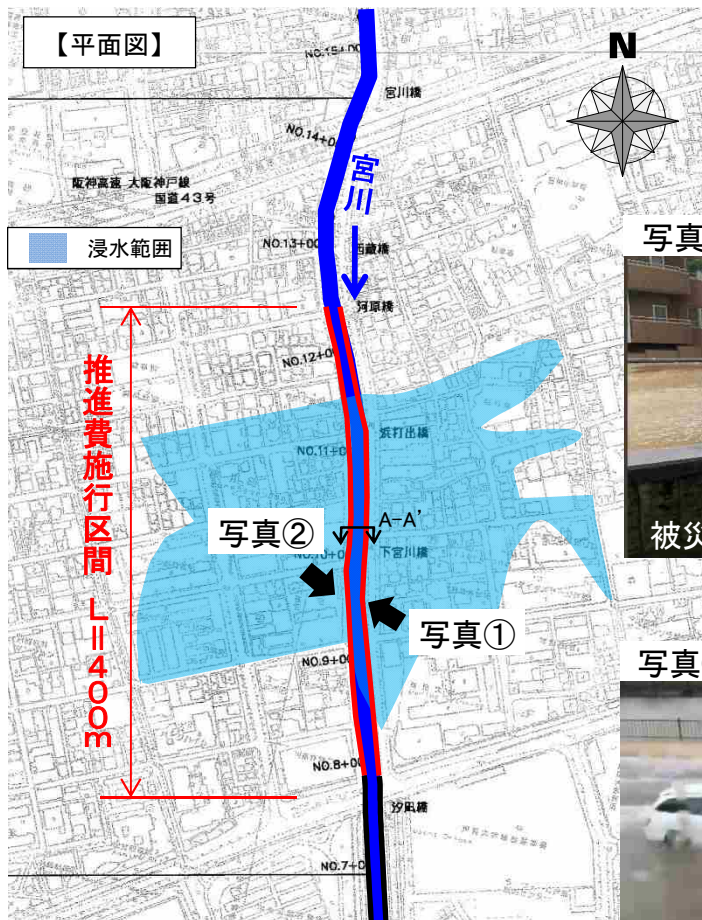 【平面図】
N
NO.15+00
宮川橋
NO.14+00
宮川
阪神高速 大阪神戸線
国道43号
NO.13+00
西蔵橋
浸水範囲
写真
河原橋
NO.12+00
推進費施行区間 L=400m
浜打出橋
NO.11+00
A-A'
写真②
NO.10+00
下宮川橋
被災
写真①
NO.9+00
写真
NO.8+00
汐凪橋
NO.7+0